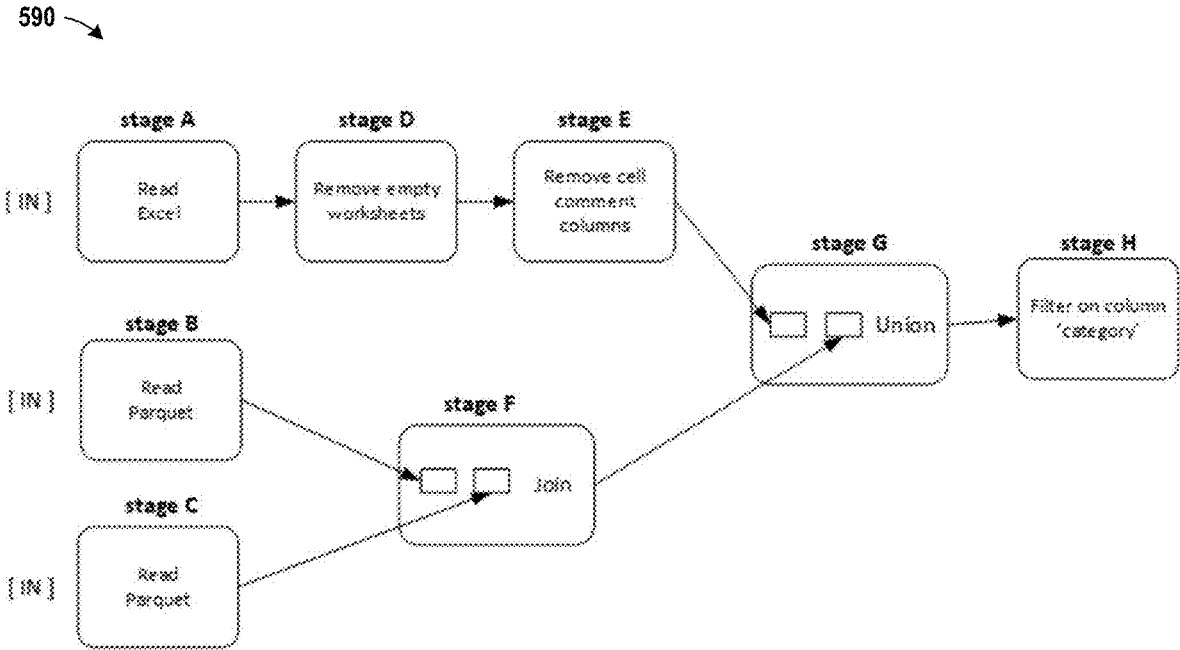 590
stage A
Read
Excel
stage D
Remove empty
worksheets
stage E
Remove cell
comment
columns
[ IN ]
stage G
Union
stage H
Filter on column
'category'
stage B
Read
Parquet
[ IN ]
stage F
Join
stage C
Read
Parquet
[ IN ]